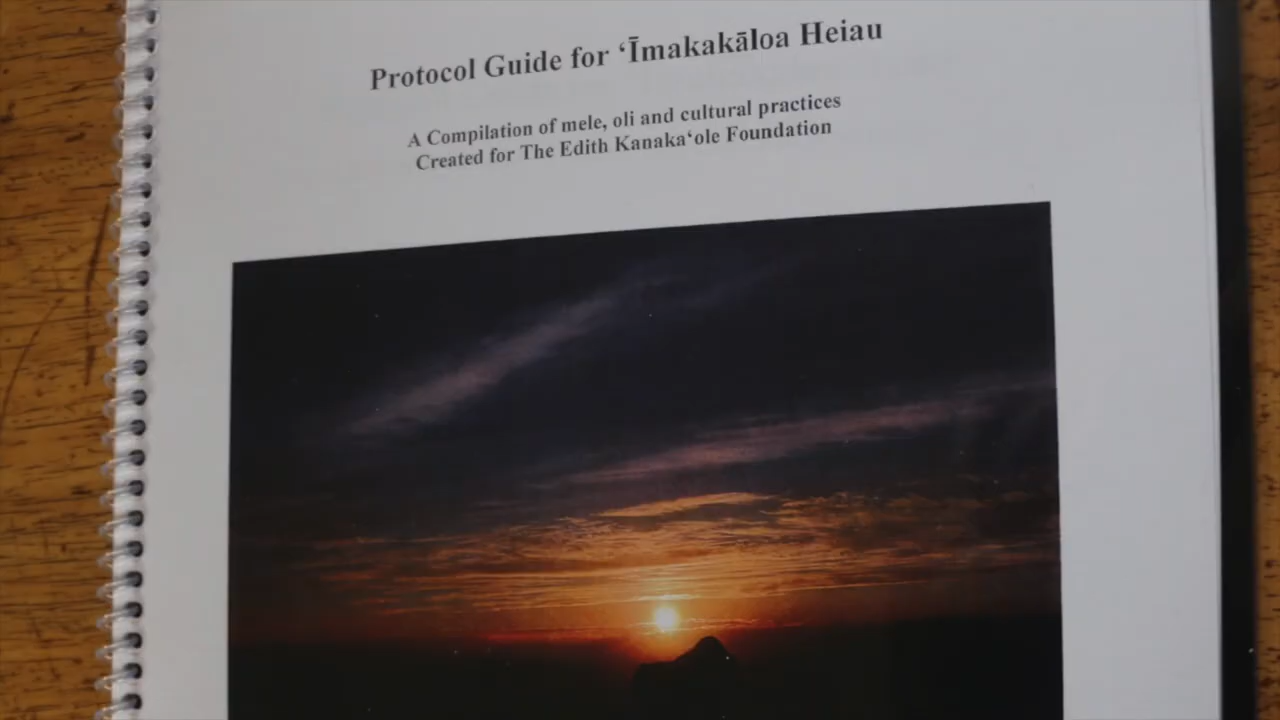 Protocol Guide for ʻĪmakakāloa Heiau
A Compilation of mele, oli and cultural practices
Created for The Edith Kanakaʻole Foundation